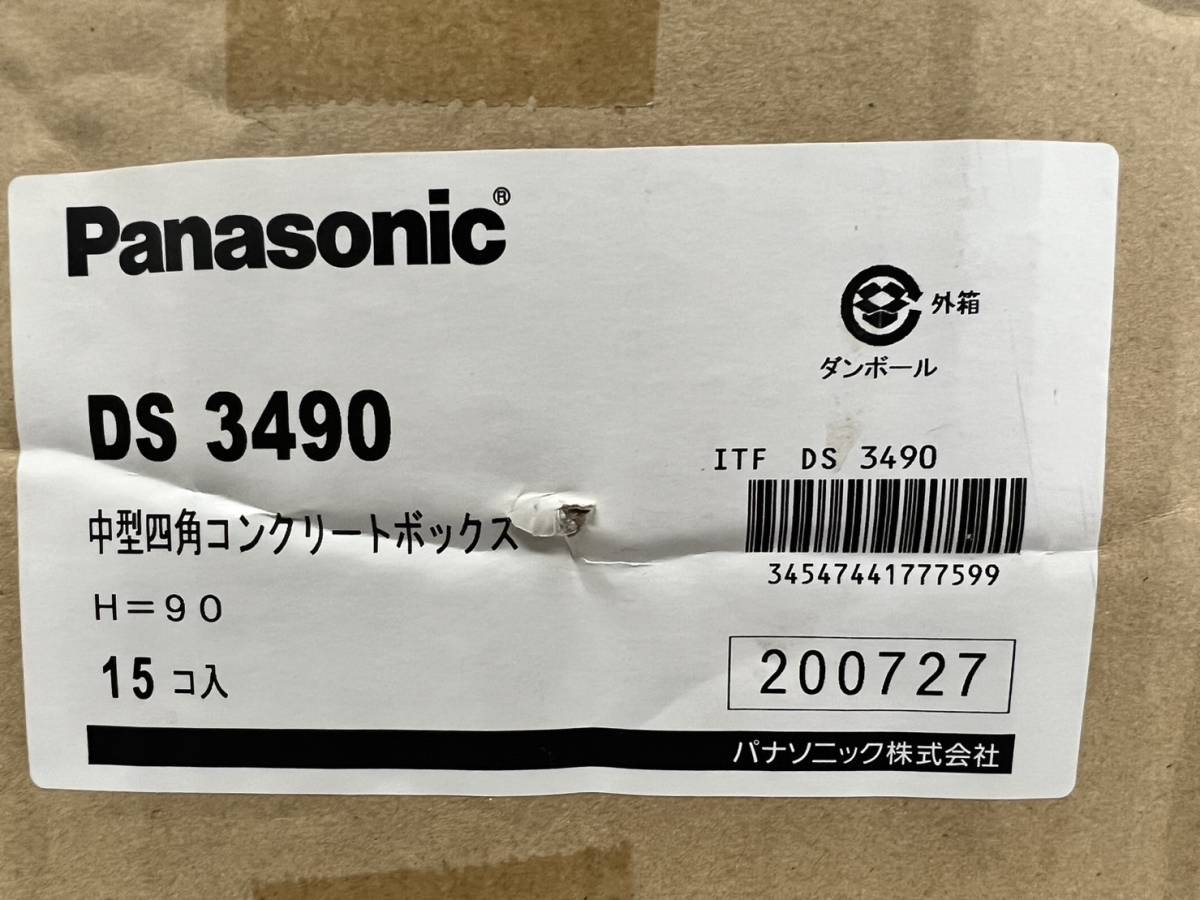 Panasonic®
外箱
ダンボール
DS 3490
ITF DS 3490
中型四角コンクリートボックス
34547441777599
H=90
15コ入
200727
パナソニック株式会社